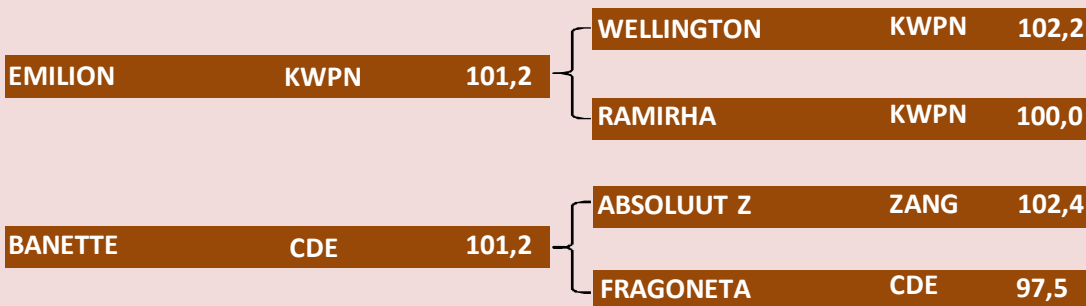 WELLINGTON KWPN 102,2
EMILION KWPN 101,2
RAMIRHA KWPN 100,0
ABSOLUUT Z ZANG 102,4
BANETTE CDE 101,2
FRAGONETA CDE 97,5